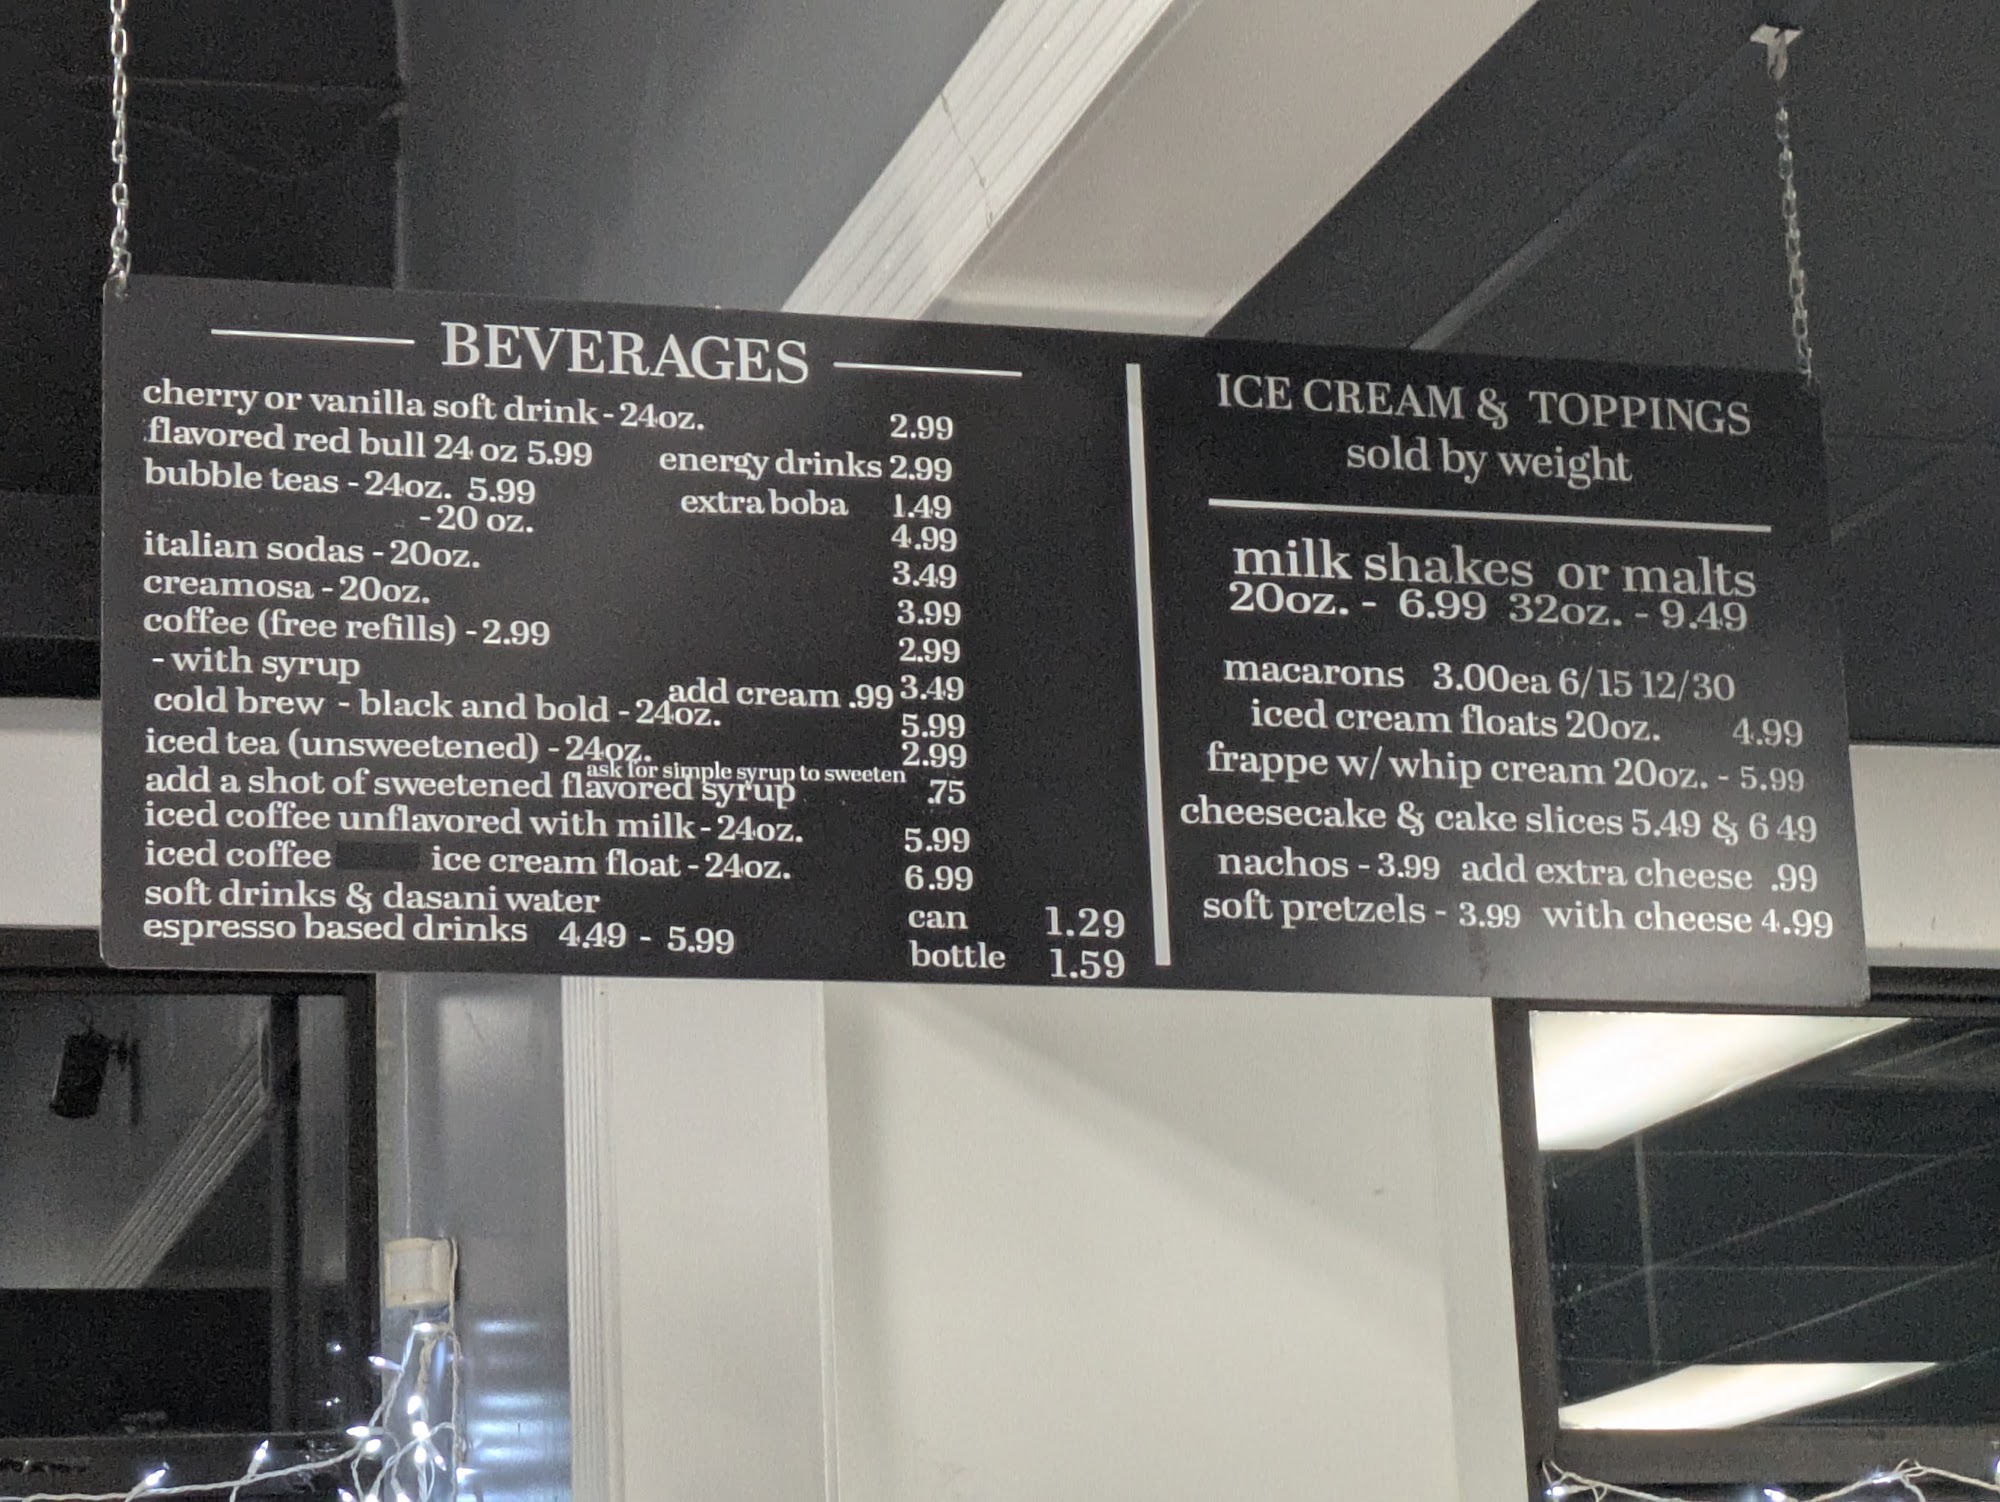 BEVERAGES
cherry or vanilla soft drink - 24oz. 2.99
flavored red bull 24 oz 5.99 energy drinks 2.99
bubble teas - 24oz. 5.99 extra boba 1.49
- 20 oz. 4.99
italian sodas - 20oz. 3.49
creamosa - 20oz. 3.99
coffee (free refills) - 2.99 2.99
- with syrup 3.49
add cream .99
cold brew - black and bold - 24oz. 5.99
iced tea (unsweetened) - 24oz. 2.99
ask for simple syrup to sweeten
add a shot of sweetened flavored syrup .75
iced coffee unflavored with milk - 24oz. 5.99
iced coffee ice cream float - 24oz. 6.99
soft drinks & dasani water can 1.29
espresso based drinks 4.49 - 5.99 bottle 1.59
ICE CREAM & TOPPINGS
sold by weight
milk shakes or malts
20oz. - 6.99 32oz. - 9.49
macarons 3.00ea 6/15 12/30
iced cream floats 20oz. 4.99
frappe w/ whip cream 20oz. - 5.99
cheesecake & cake slices 5.49 & 6 49
nachos - 3.99 add extra cheese .99
soft pretzels - 3.99 with cheese 4.99